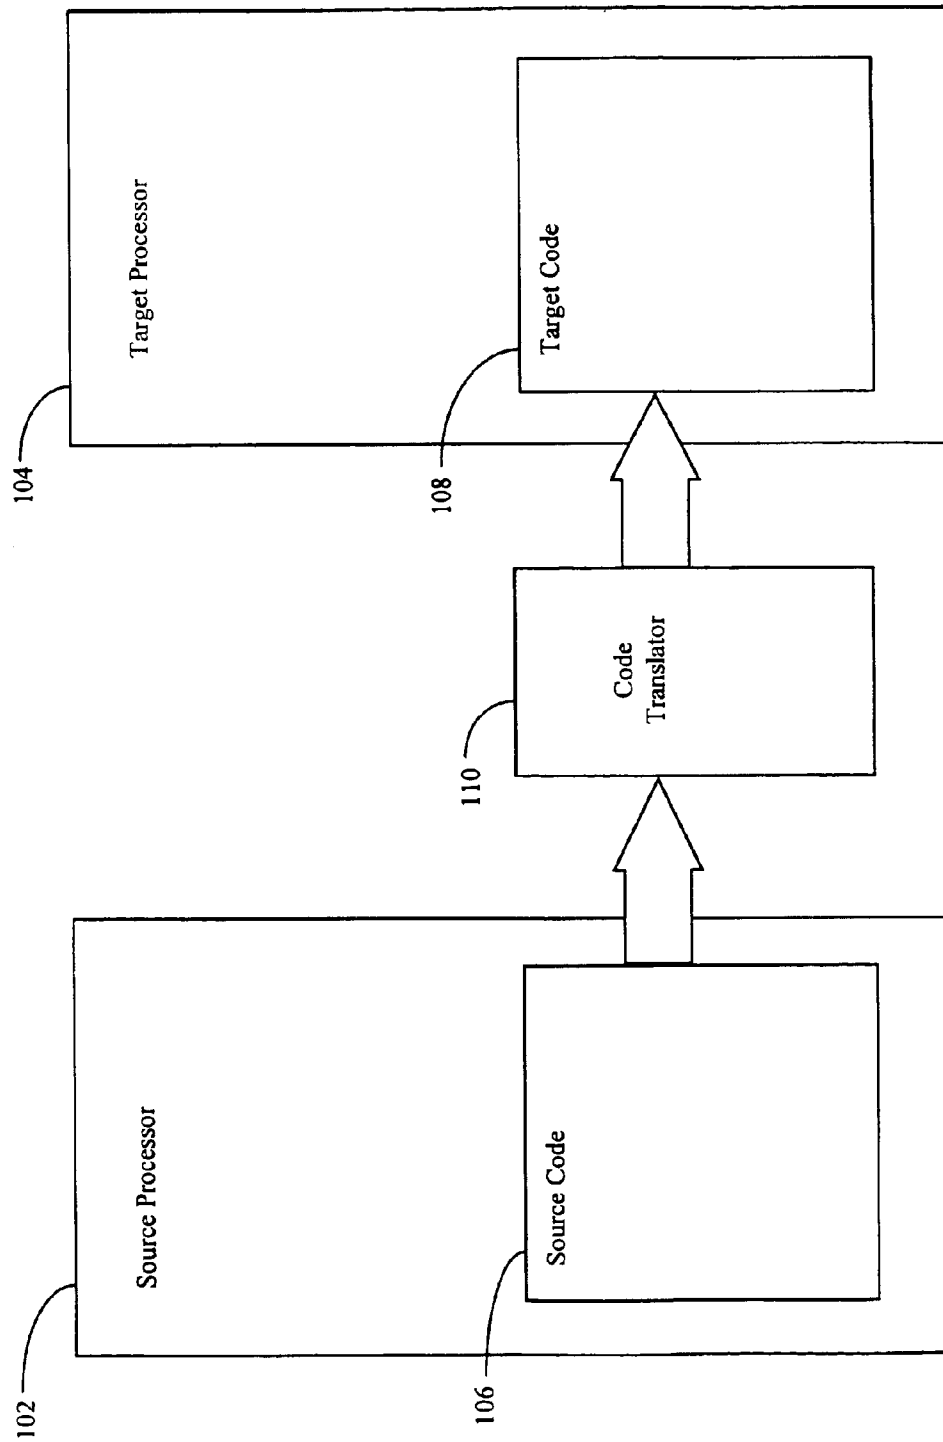 102
Source Processor
106
Source Code
110
Code
Translator
104
Target Processor
108
Target Code